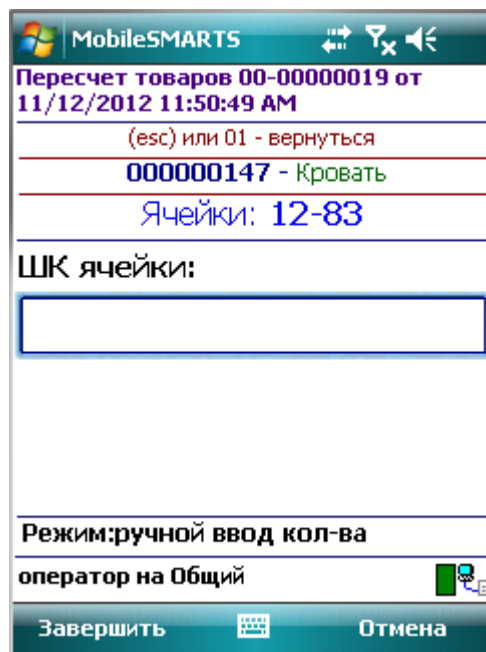 MobileSMARTS
Пересчет товаров 00-00000019 от
11/12/2012 11:50:49 AM
(esc) или 01 - вернуться
000000147 - Кровать
Ячейки: 12-83
ШК ячейки:
Режим:ручной ввод кол-ва
оператор на Общий
Завершить Отмена